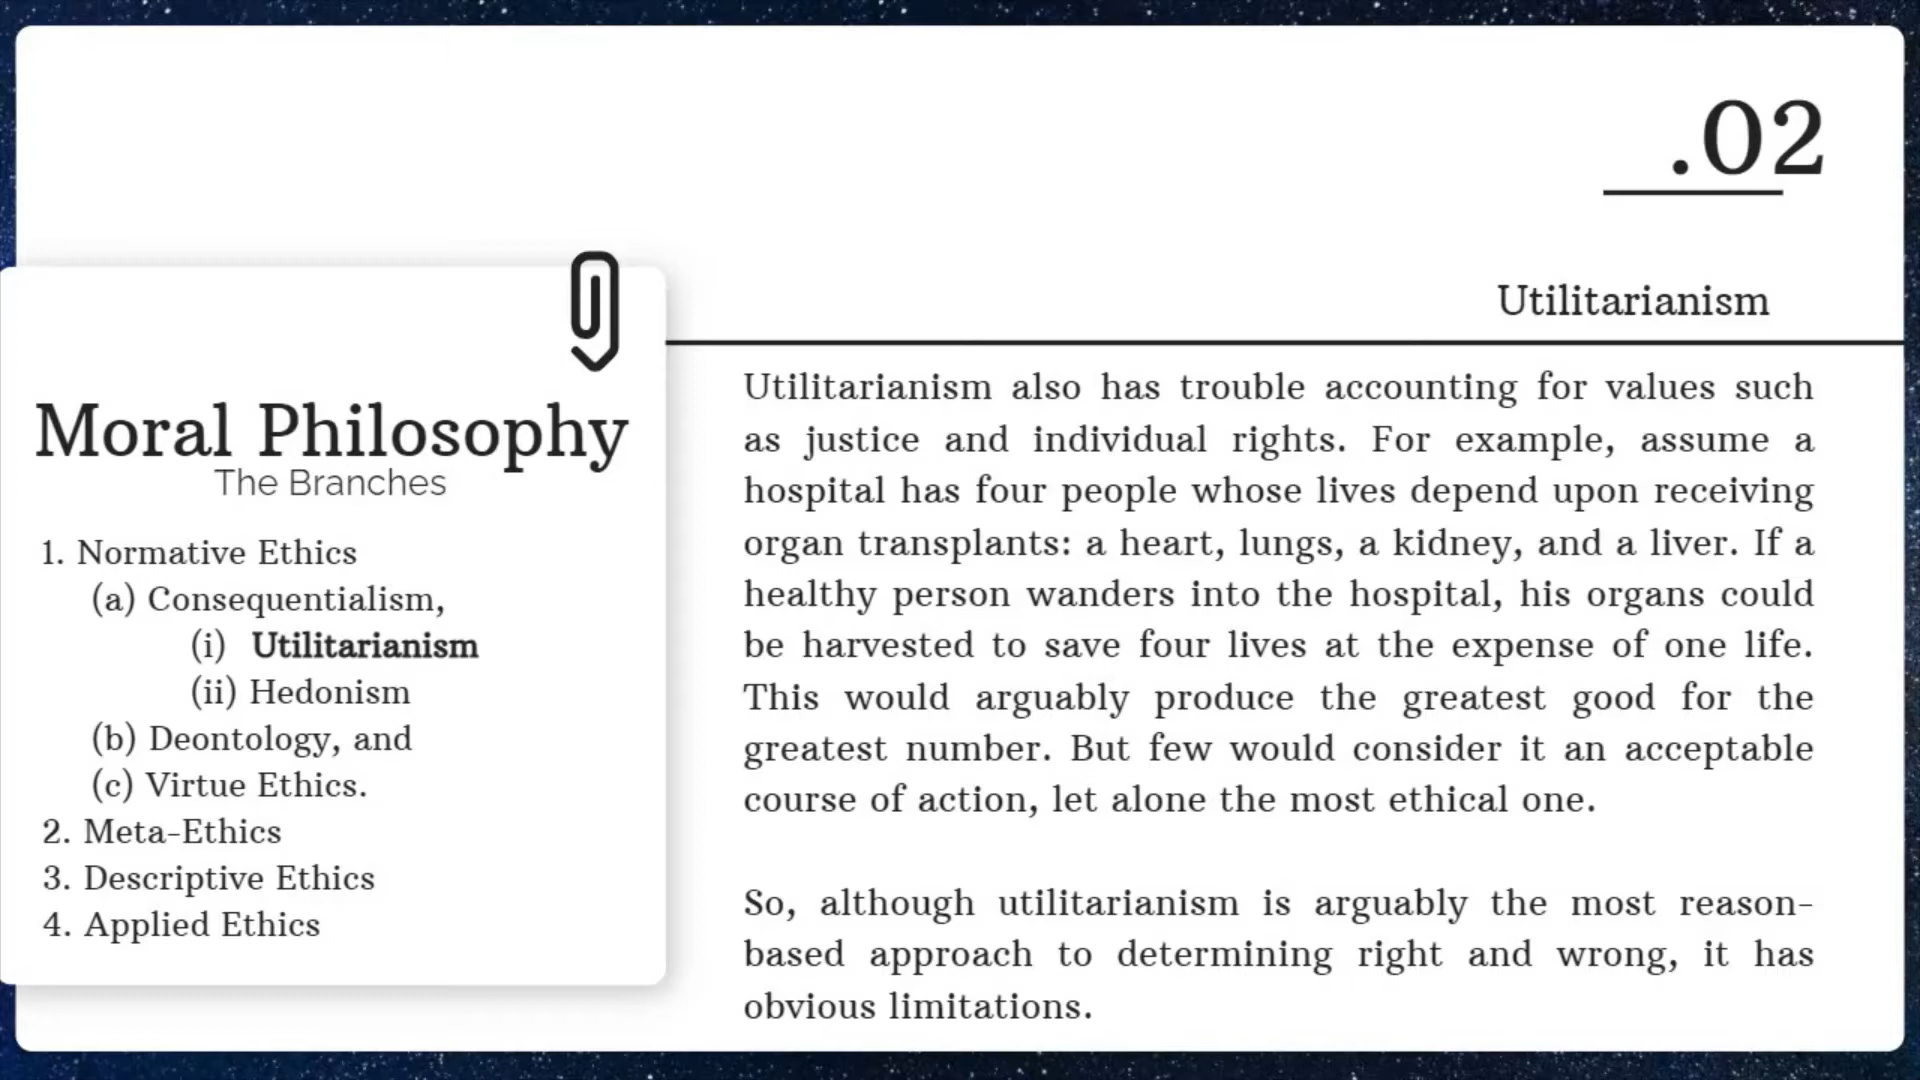 .02
Utilitarianism
Moral Philosophy
The Branches
1. Normative Ethics
(a) Consequentialism,
(i) Utilitarianism
(ii) Hedonism
(b) Deontology, and
(c) Virtue Ethics.
2. Meta-Ethics
3. Descriptive Ethics
4. Applied Ethics
Utilitarianism also has trouble accounting for values such
as justice and individual rights. For example, assume a
hospital has four people whose lives depend upon receiving
organ transplants: a heart, lungs, a kidney, and a liver. If a
healthy person wanders into the hospital, his organs could
be harvested to save four lives at the expense of one life.
This would arguably produce the greatest good for the
greatest number. But few would consider it an acceptable
course of action, let alone the most ethical one.
So, although utilitarianism is arguably the most reason-
based approach to determining right and wrong, it has
obvious limitations.